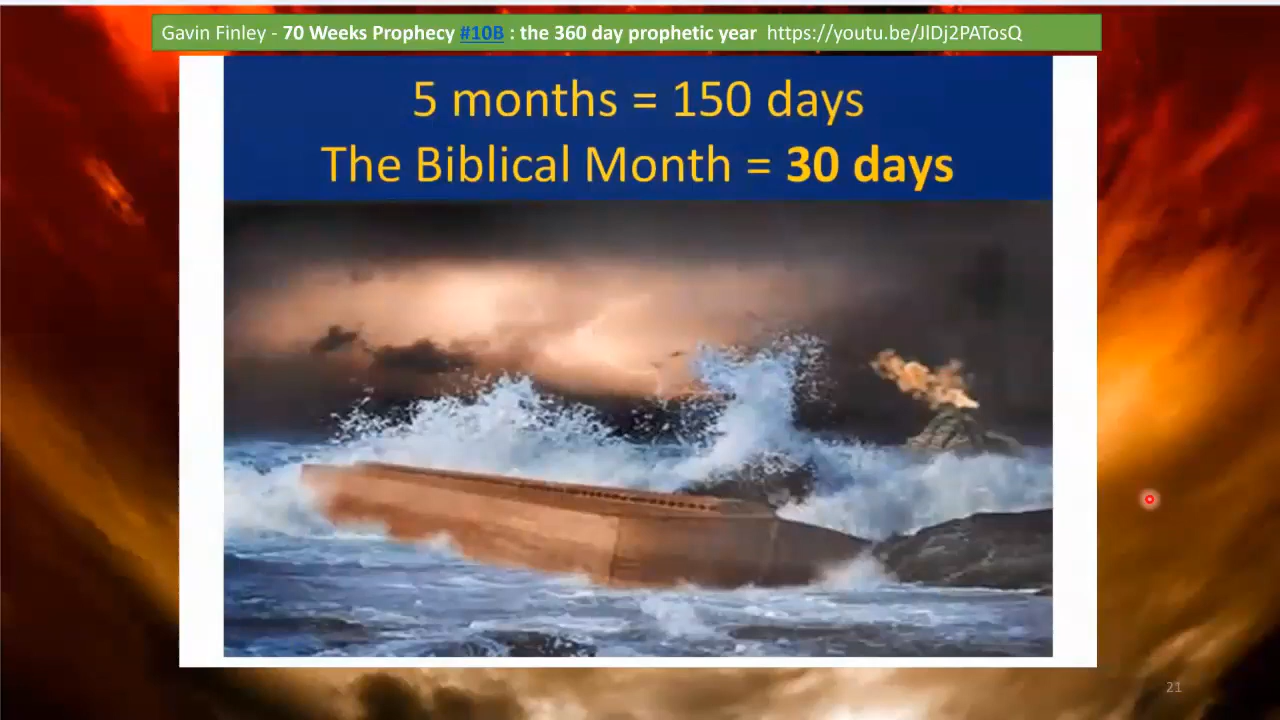 Gavin Finley - 70 Weeks Prophecy #10B : the 360 day prophetic year https://youtu.be/JIDj2PATosQ
5 months = 150 days
The Biblical Month = 30 days
21